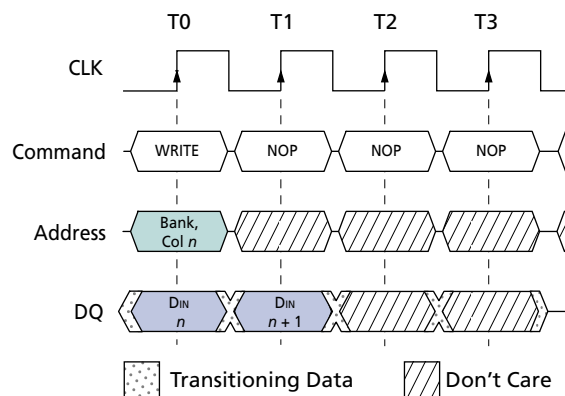 T0 T1 T2 T3
CLK
Command WRITE NOP NOP NOP
Address Bank,
Col n
DQ DIN
n DIN
n + 1
Transitioning Data Don't Care